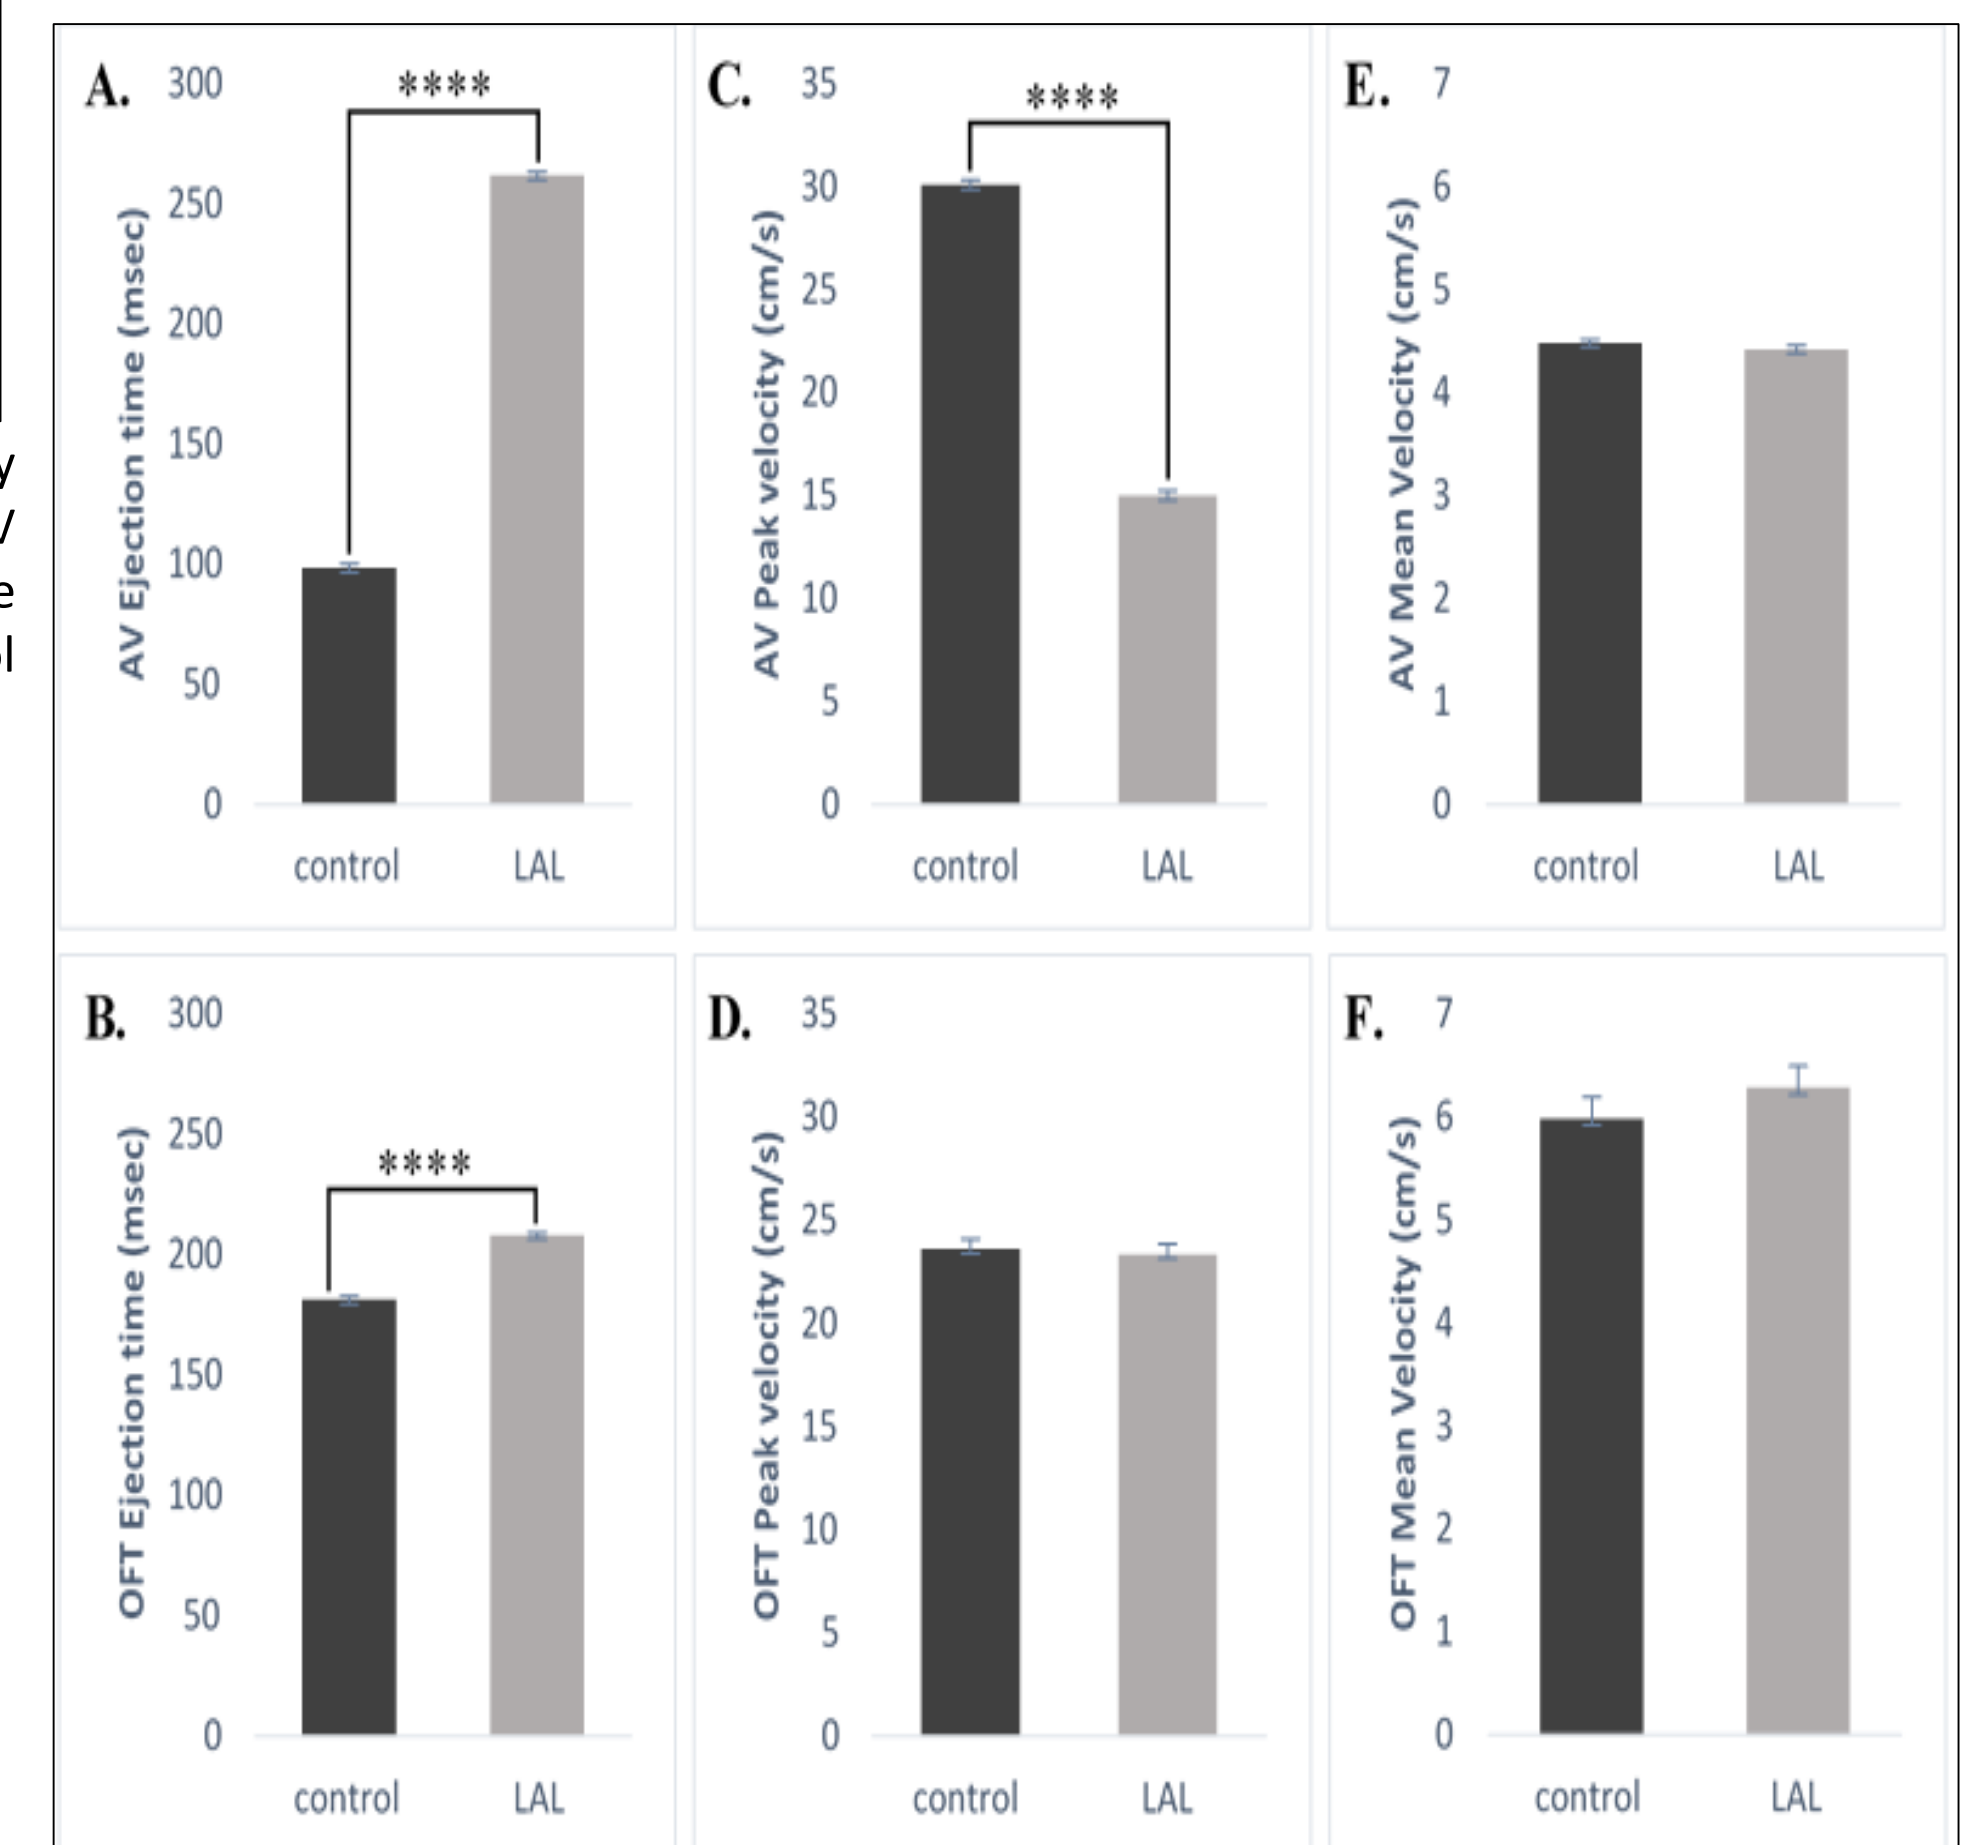 y
V
e
ol
A.
****
AV Ejection time (msec)
300
250
200
150
100
50
0
control LAL
C.
****
AV Peak velocity (cm/s)
35
30
25
20
15
10
5
0
control LAL
E.
AV Mean Velocity (cm/s)
7
6
5
4
3
2
1
0
control LAL
B.
****
OFT Ejection time (msec)
300
250
200
150
100
50
0
control LAL
D.
OFT Peak velocity (cm/s)
35
30
25
20
15
10
5
0
control LAL
F.
OFT Mean Velocity (cm/s)
7
6
5
4
3
2
1
0
control LAL